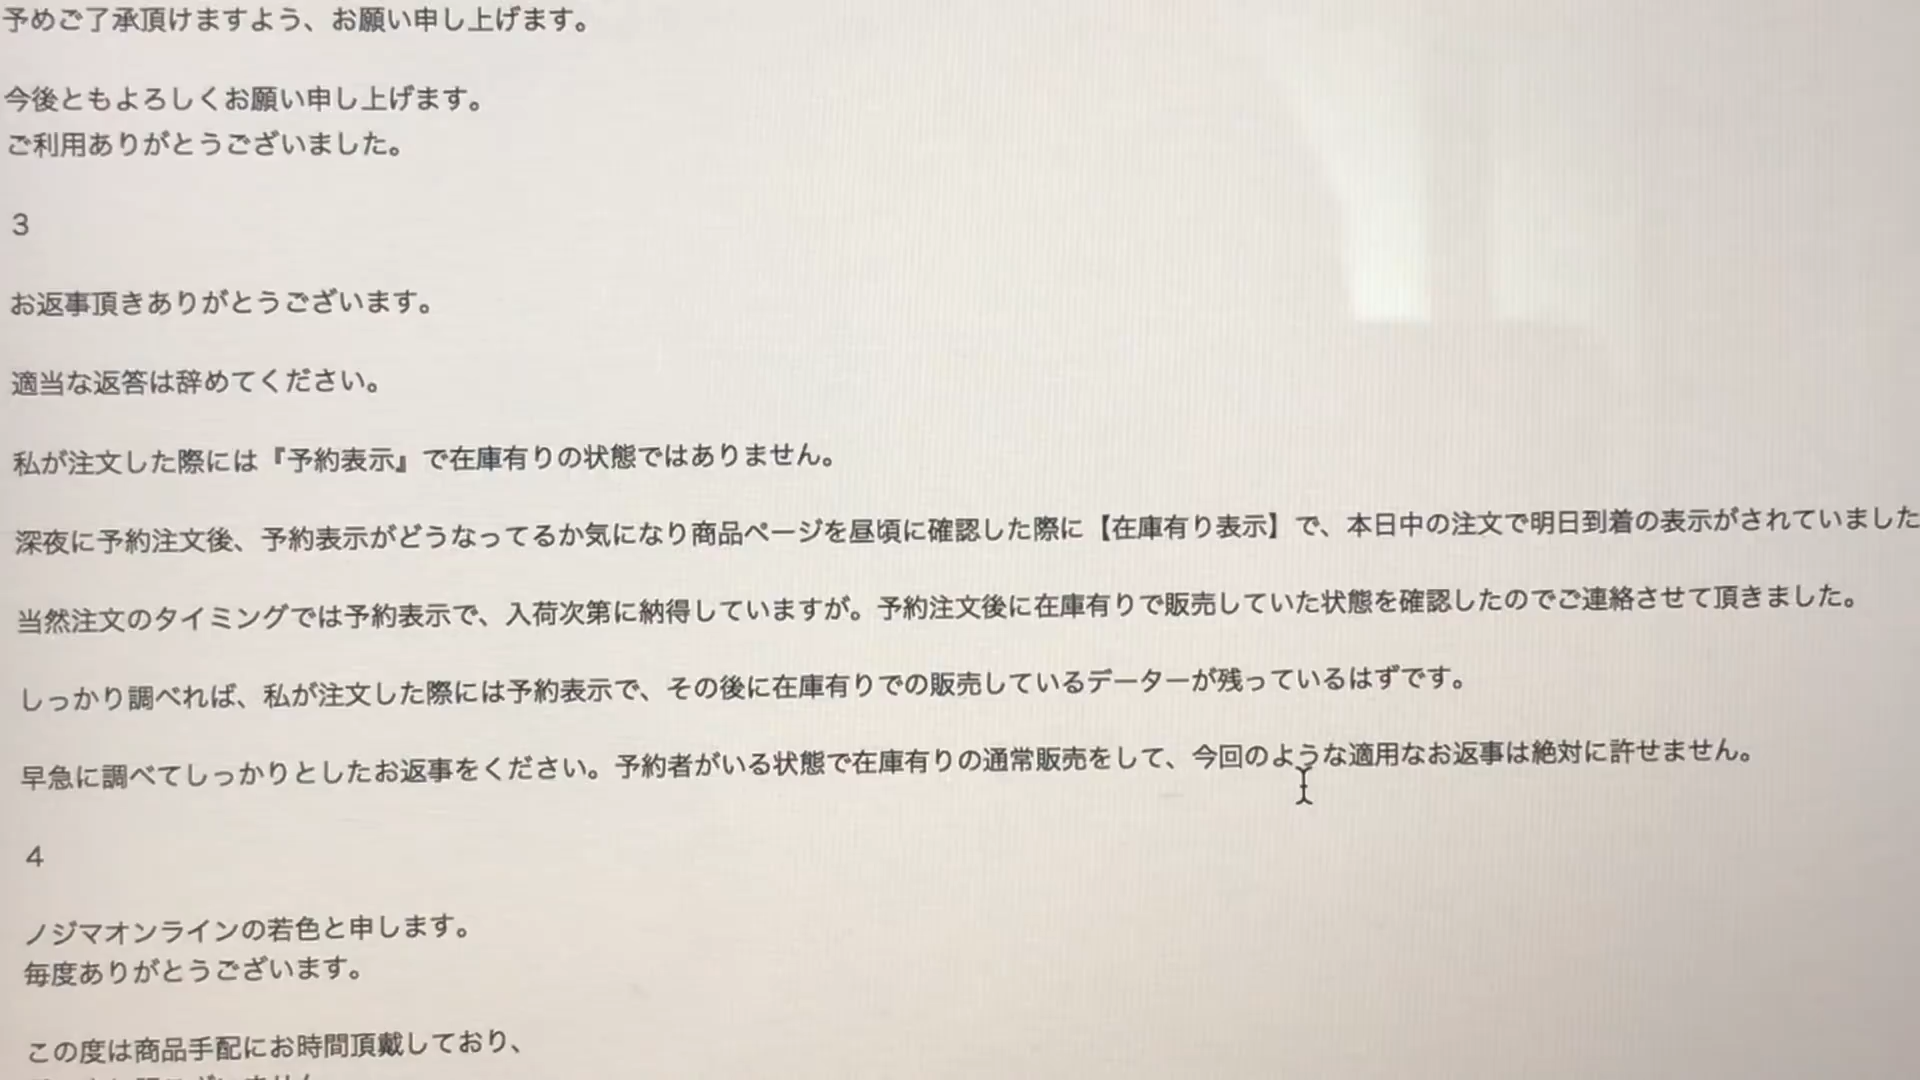 予めご了承頂けますよう、お願い申し上げます。
今後ともよろしくお願い申し上げます。
ご利用ありがとうございました。
3
お返事頂きありがとうございます。
適当な返答は辞めてください。
私が注文した際には『予約表示』で在庫有りの状態ではありません。
深夜に予約注文後、予約表示がどうなってるか気になり商品ページを昼頃に確認した際に【在庫有り表示】で、本日中の注文で明日到着の表示がされていました
当然注文のタイミングでは予約表示で、入荷次第に納得していますが。予約注文後に在庫有りで販売していた状態を確認したのでご連絡させて頂きました。
しっかり調べれば、私が注文した際には予約表示で、その後に在庫有りでの販売しているデーターが残っているはずです。
早急に調べてしっかりとしたお返事をください。予約者がいる状態で在庫有りの通常販売をして、今回のような適用なお返事は絶対に許せません。
4
ノジマオンラインの若色と申します。
毎度ありがとうございます。
この度は商品手配にお時間頂戴しており、